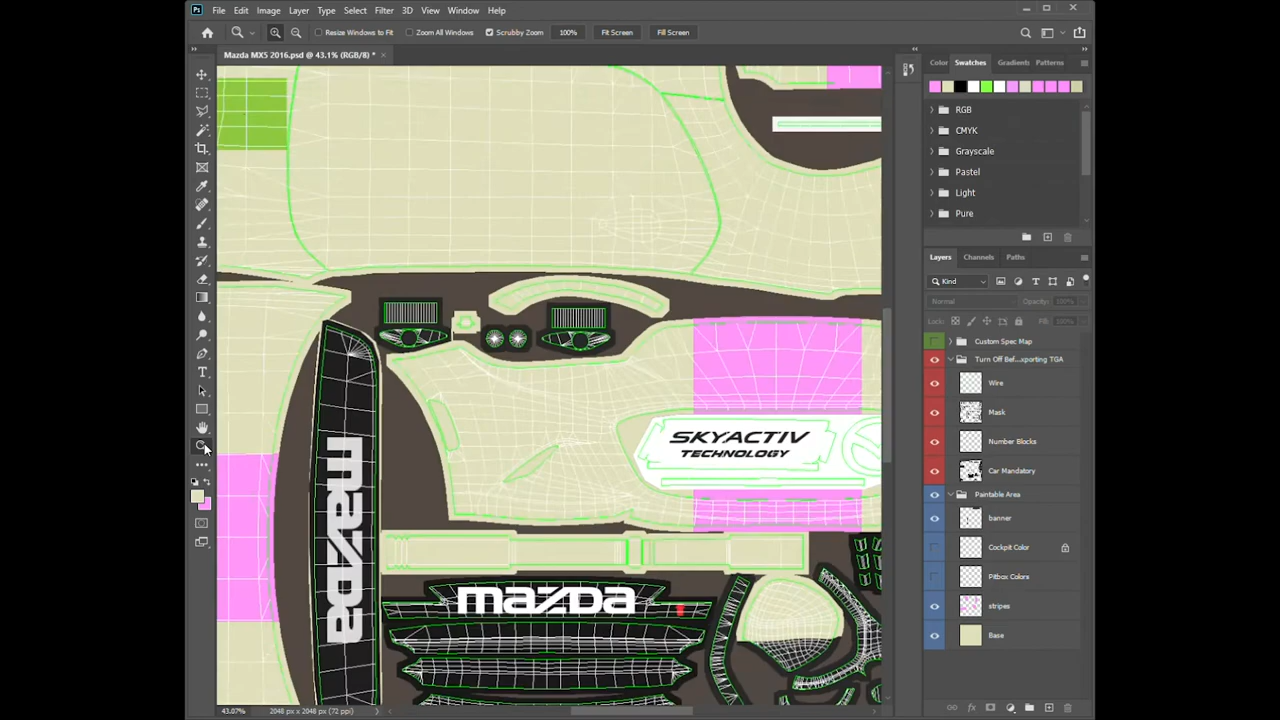 Ps File Edit Image Layer Type Select Filter 3D View Window Help
Resize Windows to Fit Zoom All Windows Scrubby Zoom 100% Fit Screen Fill Screen
Mazda MX5 2016.psd @ 43.1% (RGB/8) * ×
Color Swatches Gradients Patterns
RGB
CMYK
Grayscale
Pastel
Light
Pure
Layers Channels Paths
Kind
Normal Opacity: 100%
Lock: Fill: 100%
Custom Spec Map
Turn Off Bef...sporting TGA
Wire
Mask
Number Blocks
Car Mandatory
Paintable Area
banner
Cockpit Color
Pitbox Colors
stripes
Base
SKYACTIV
TECHNOLOGY
mazda
mazda
43.07% 2048 px x 2048 px (72 ppi)